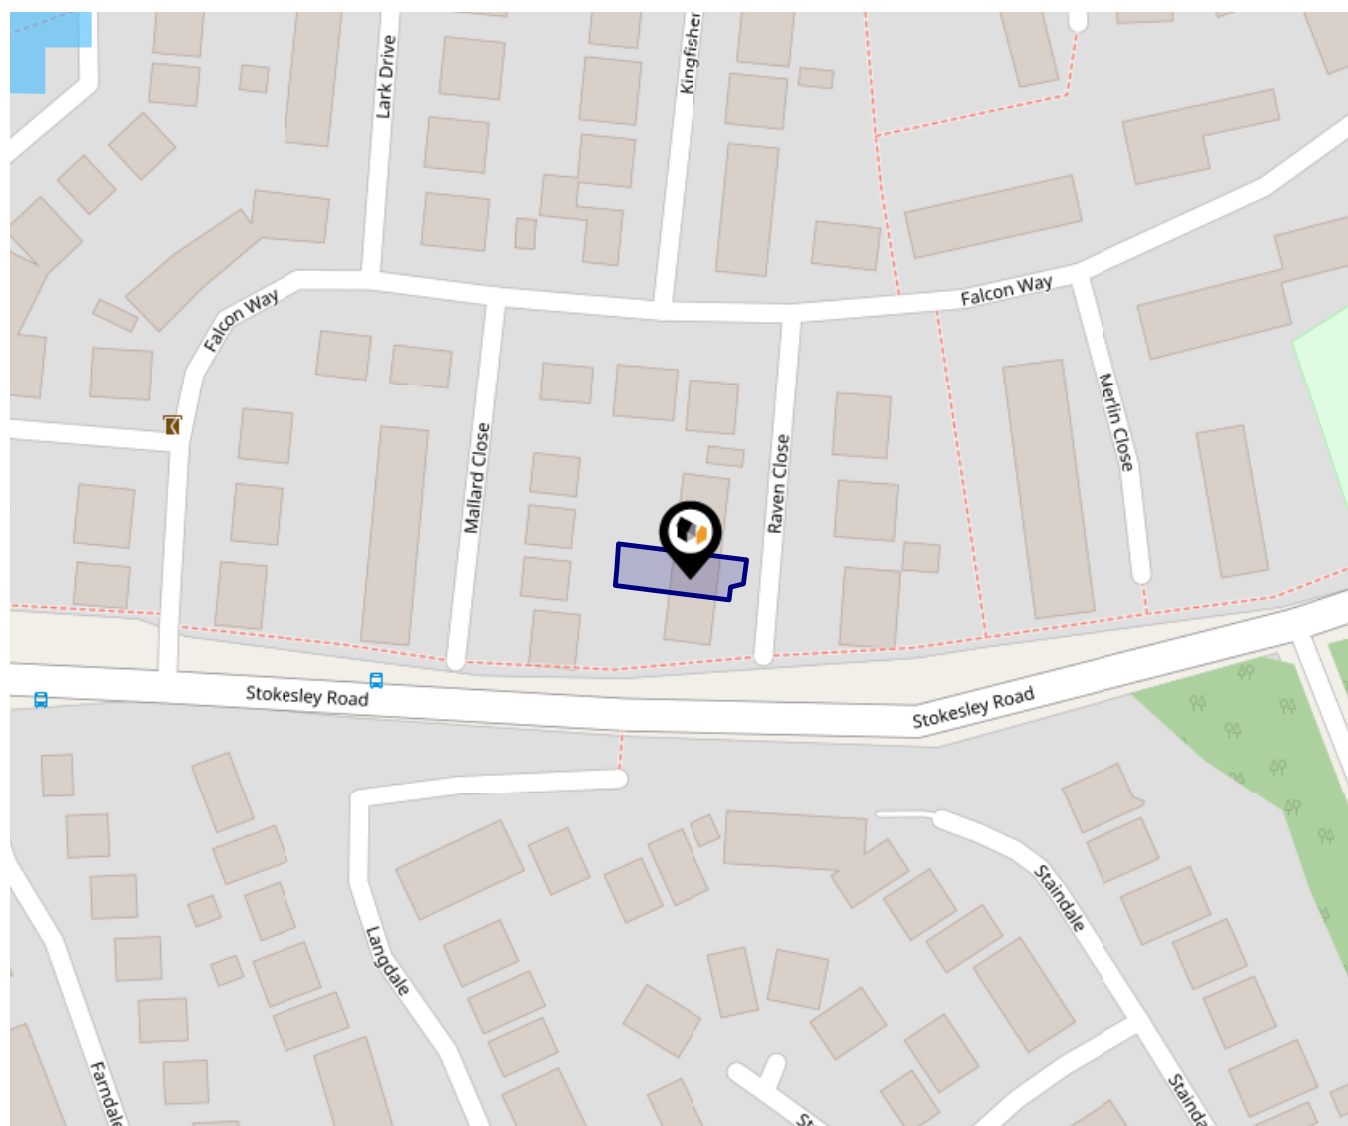 Lark Drive
Kingfisher
Falcon Way
Falcon Way
Mallard Close
Raven Close
Merlin Close
Stokesley Road
Stokesley Road
Langdale
Staindale
Farndale
Stainda
St